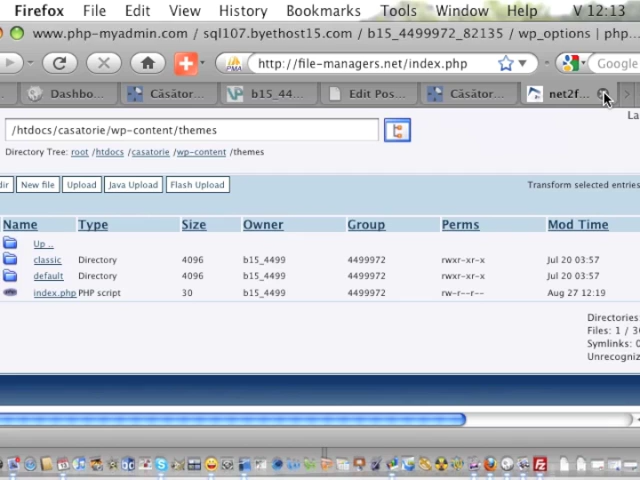 Firefox File Edit View History Bookmarks Tools Window Help V 12:13
www.php-myadmin.com / sql107.byethost15.com / b15_4499972_82135 / wp_options | php...
http://file-managers.net/index.php Google
Dashbo... Căsător... b15_44... Edit Pos... Căsător... net2f...
La
/htdocs/casatorie/wp-content/themes
Directory Tree: root /htdocs /casatorie /wp-content /themes
dir New file Upload Java Upload Flash Upload Transform selected entries
Name Type Size Owner Group Perms Mod Time
Up ..
classic Directory 4096 b15_4499 4499972 rwxr-xr-x Jul 20 03:57
default Directory 4096 b15_4499 4499972 rwxr-xr-x Jul 20 03:57
index.php PHP script 30 b15_4499 4499972 rw-r--r-- Aug 27 12:19
Directories:
Files: 1 / 30
Symlinks: 0
Unrecogniz